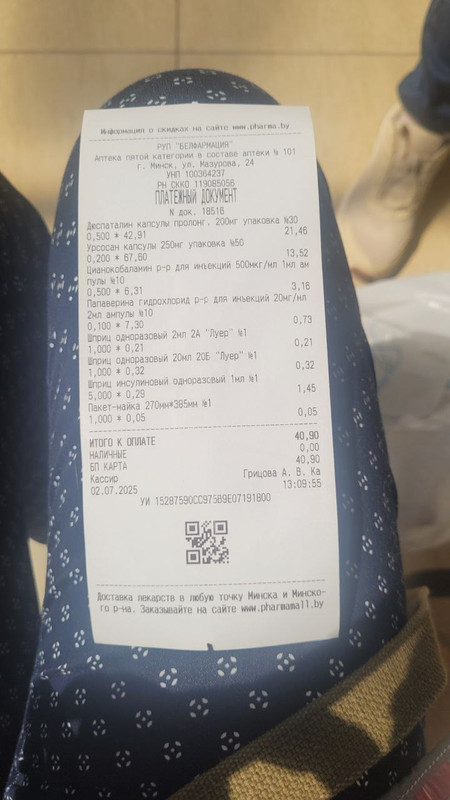 Информация о скидках на сайте www.pharma.by
РУП "БЕЛФАРМАЦИЯ"
Аптека пятой категории в составе аптеки № 101
г. Минск, ул. Мазурова, 24
УНП 100364237
РН СККО 119085056
ПЛАТЕЖНЫЙ ДОКУМЕНТ
N док. 18516
Дюспаталин капсулы пролонг. 200мг упаковка №30
0,500 * 42,91 21,46
Урсосан капсулы 250мг упаковка №50
0,200 * 67,60 13,52
Цианокобаламин р-р для инъекций 500мкг/мл 1мл ам
пулы №10
0,500 * 6,31 3,16
Папаверина гидрохлорид р-р для инъекций 20мг/мл
2мл ампулы №10
0,100 * 7,30 0,73
Шприц одноразовый 2мл 2А "Луер" №1
1,000 * 0,21 0,21
Шприц одноразовый 20мл 20Е "Луер" №1
1,000 * 0,32 0,32
Шприц инсулиновый одноразовый 1мл №1
5,000 * 0,29 1,45
Пакет-майка 270мм*385мм №1
1,000 * 0,05 0,05
ИТОГО К ОПЛАТЕ 40,90
НАЛИЧНЫЕ 0,00
БП КАРТА 40,90
Кассир Грицова А. В. Ка
02.07.2025 13:09:55
УИ 15287590CC975B9E07191800
Доставка лекарств в любую точку Минска и Минско-
го р-на. Заказывайте на сайте www.pharmamall.by